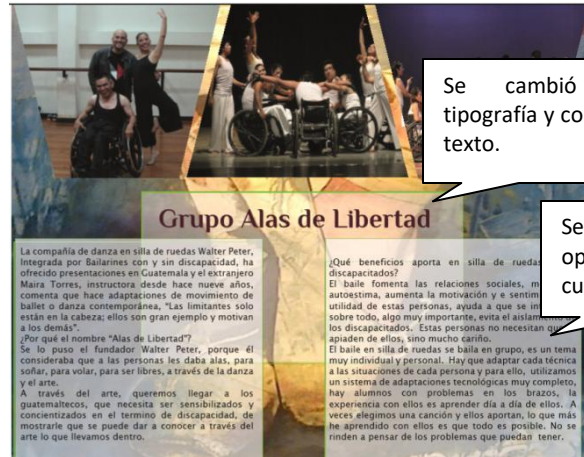 Se cambió
tipografía y co
texto.
Grupo Alas de Libertad
Se
op
cu
La compañía de danza en silla de ruedas Walter Peter,
integrada por Bailarines con y sin discapacidad, ha
ofrecido presentaciones en Guatemala y el extranjero
Maira Torres, instructora desde hace nueve años,
comenta que hace adaptaciones de movimiento de
ballet o danza contemporánea, “Las limitantes solo
están en la cabeza; ellos son gran ejemplo y motivan
a los demás”.
¿Por qué el nombre “Alas de Libertad”?
Se lo puso el fundador Walter Peter, porque él
consideraba que a las personas les daba alas, para
soñar, para volar, para ser libres, a través de la danza
y el arte.
A través del arte, queremos llegar a los
guatemaltecos, que necesita ser sensibilizados y
concientizados en el termino de discapacidad, de
mostrarle que se puede dar a conocer a través del
arte lo que llevamos dentro.
¿Qué beneficios aporta en silla de ruedas
discapacitados?
El baile fomenta las relaciones sociales, m
autoestima, aumenta la motivación y sentim
utilidad de estas personas, ayuda a que se in
sobre todo, algo muy importante, evita el aislam
los discapacitados. Estas personas no necesitan qu
apiaden de ellos, sino mucho cariño.
El baile en silla de ruedas se baila en grupo, es un tema
muy individual y personal. Hay que adaptar cada técnica
a las situaciones de cada persona y para ello, utilizamos
un sistema de adaptaciones tecnológicas muy completo,
hay alumnos con problemas en los brazos, la
experiencia con ellos es aprender día a día de ellos. A
veces elegimos una canción y ellos aportan, lo que más
he aprendido con ellos es que todo es posible. No se
rinden a pensar de los problemas que puedan tener.